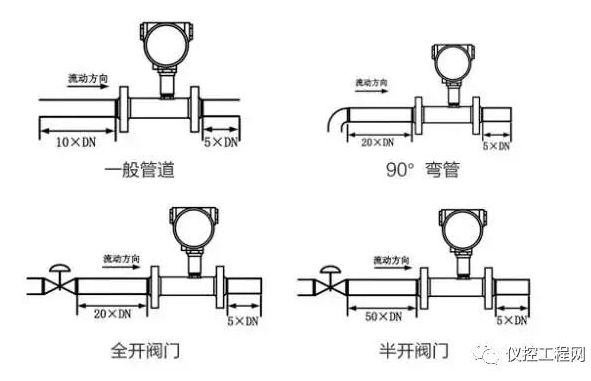 流动方向
10×DN
5×DN
一般管道
流动方向
20×DN
5×DN
90° 弯管
流动方向
20×DN
5×DN
全开阀门
流动方向
50×DN
5×DN
半开阀门
仪控工程网